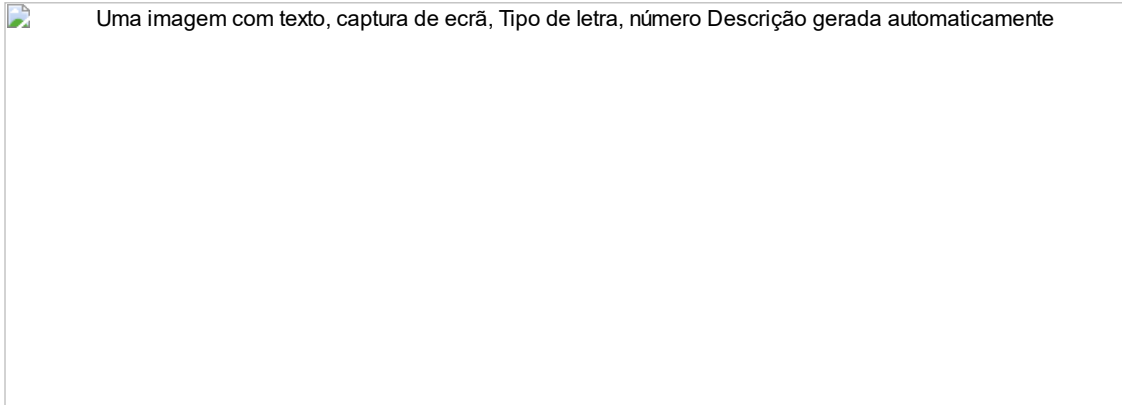 Uma imagem com texto, captura de ecrã, Tipo de letra, número Descrição gerada automaticamente